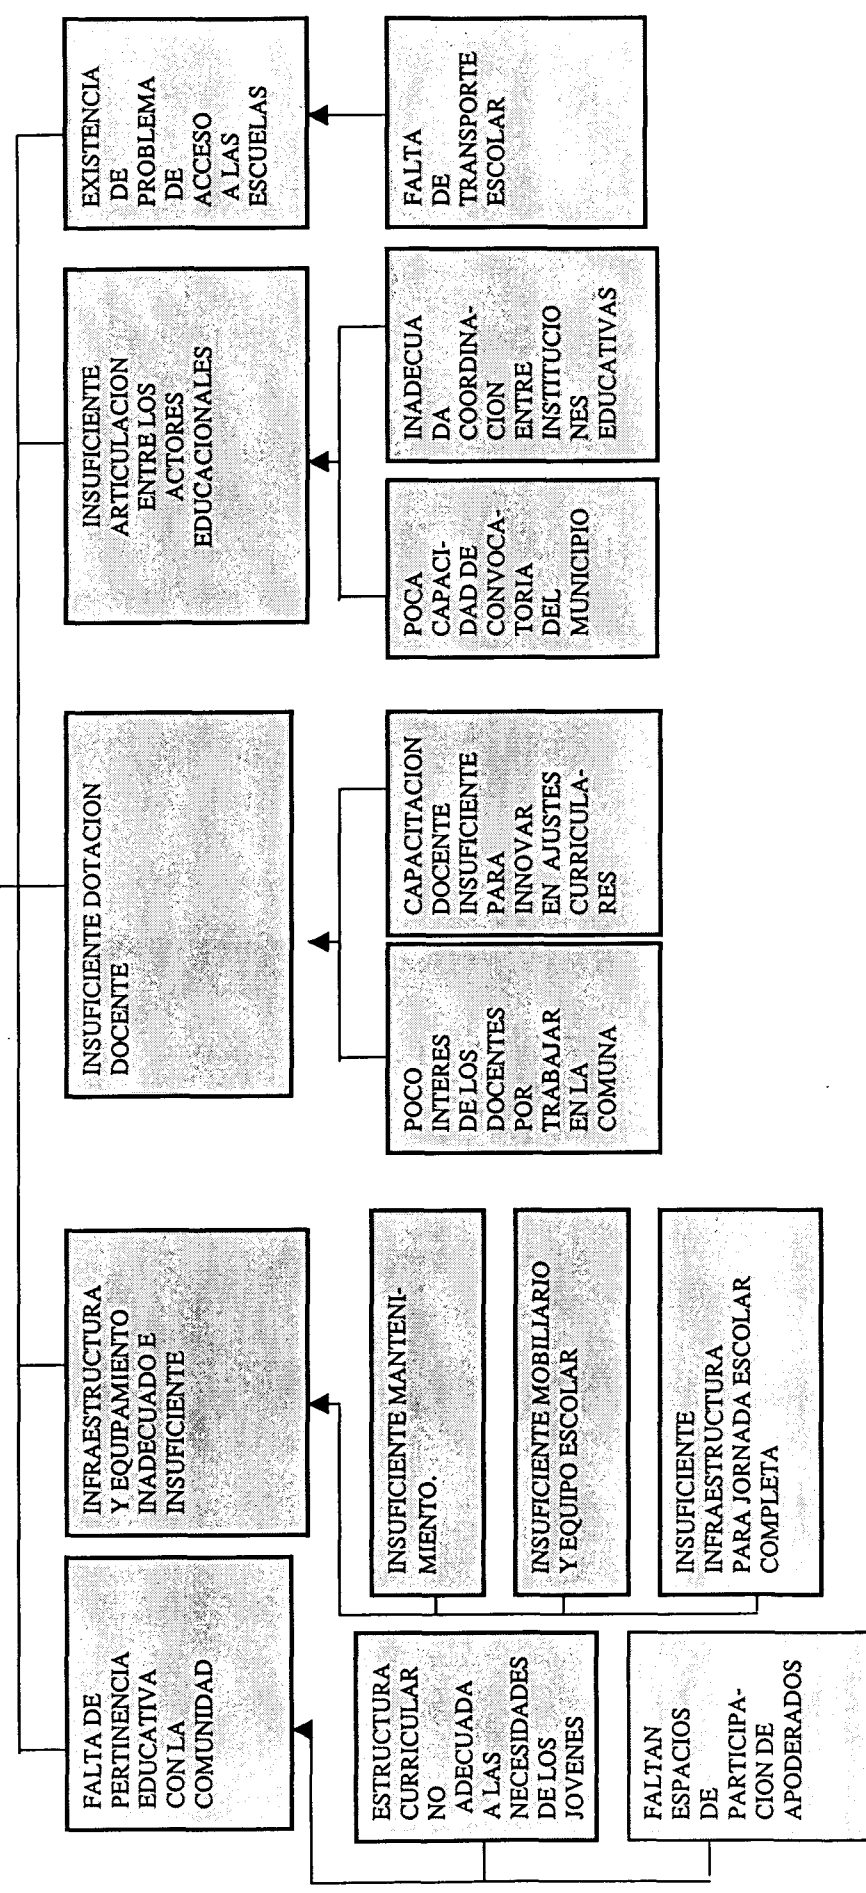 FALTA DE
PERTINENCIA
EDUCATIVA
CON LA
COMUNIDAD
INFRAESTRUCTURA
Y EQUIPAMIENTO
INADECUADO E
INSUFICIENTE
INSUFICIENTE DOTACION
DOCENTE
INSUFICIENTE
ARTICULACION
ENTRE LOS
ACTORES
EDUCACIONALES
EXISTENCIA
DE
PROBLEMA
DE
ACCESO
A LAS
ESCUELAS
ESTRUCTURA
CURRICULAR
NO ADECUADA
A LAS
NECESIDADES
DE LOS
JOVENES
FALTAN
ESPACIOS
DE
PARTICIPA-
CION DE
APODERADOS
INSUFICIENTE MANTENI-
MIENTO.
INSUFICIENTE MOBILIARIO
Y EQUIPO ESCOLAR
INSUFICIENTE
INFRAESTRUCTURA
PARA JORNADA ESCOLAR
COMPLETA
POCO
INTERES
DE LOS
DOCENTES
POR
TRABAJAR
EN LA
COMUNA
CAPACITACION
DOCENTE
INSUFICIENTE
PARA
INNOVAR
EN AJUSTES
CURRICULA-
RES
POCA
CAPACI-
DAD DE
CONVOCA-
TORIA
DEL
MUNICIPIO
INADECUA
DA
COORDINA-
CION
ENTRE
INSTITUCIO
NES
EDUCATIVAS
FALTA
DE
TRANSPORTE
ESCOLAR